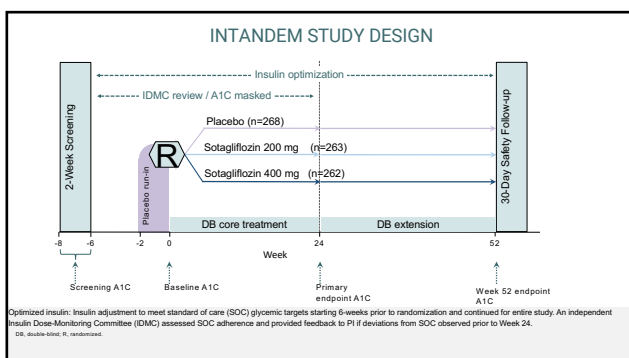 INTANDEM STUDY DESIGN
Insulin optimization
IDMC review / A1C masked
2-Week Screening
Placebo run-in
R
Placebo (n=268)
Sotagliflozin 200 mg (n=263)
Sotagliflozin 400 mg (n=262)
30-Day Safety Follow-up
DB core treatment
DB extension
-8 -6 -2 0 24 52
Week
Screening A1C
Baseline A1C
Primary
endpoint A1C
Week 52 endpoint
A1C
Optimized insulin: Insulin adjustment to meet standard of care (SOC) glycemic targets starting 6-weeks prior to randomization and continued for entire study. An independent
Insulin Dose-Monitoring Committee (IDMC) assessed SOC adherence and provided feedback to PI if deviations from SOC observed prior to Week 24.
DB, double-blind; R, randomized.